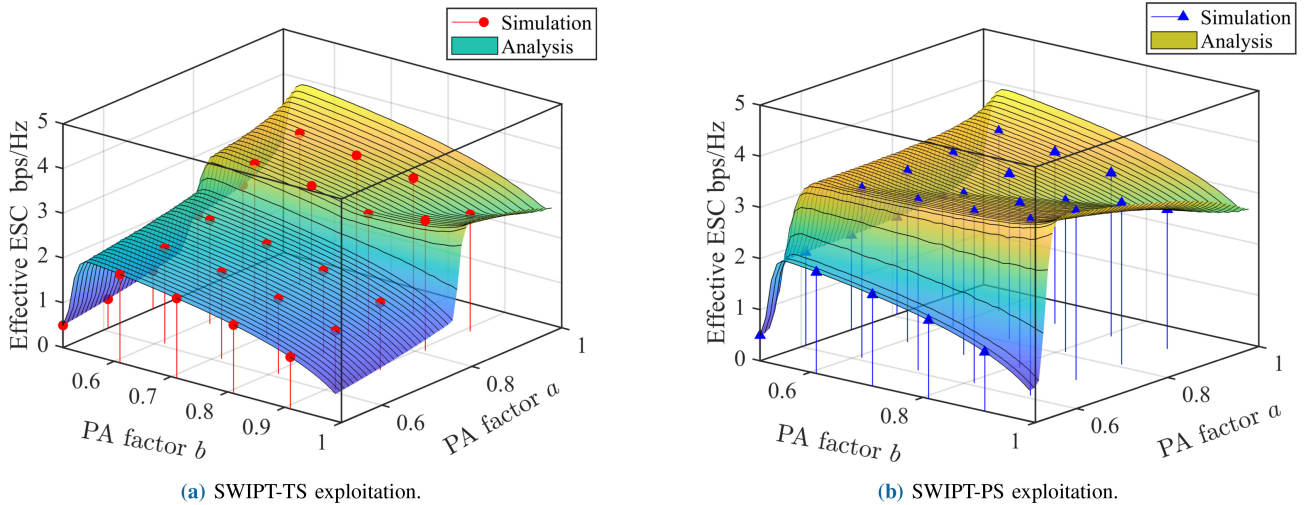 Simulation
Analysis
Effective ESC bps/Hz
5
4
3
2
1
0
0.6
0.7
0.8
0.9
1
PA factor b
0.6
0.8
1
PA factor a
(a) SWIPT-TS exploitation.
Simulation
Analysis
Effective ESC bps/Hz
5
4
3
2
1
0
0.6
0.8
1
PA factor b
0.6
0.8
1
PA factor a
(b) SWIPT-PS exploitation.